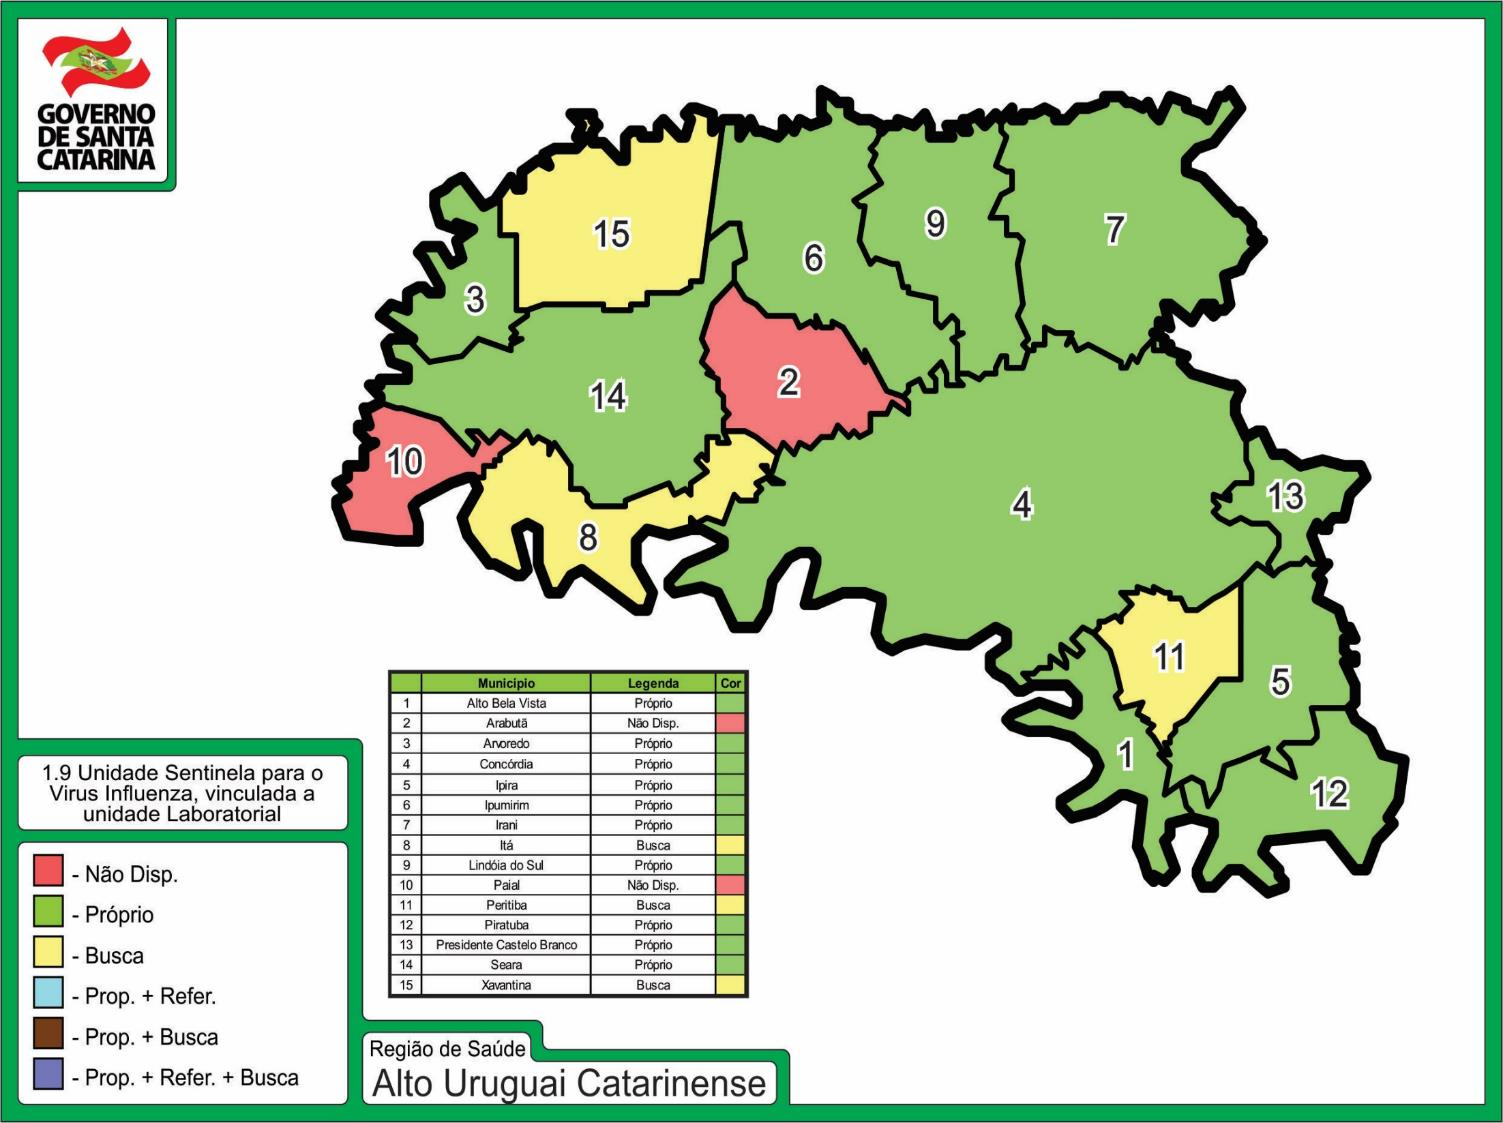 GOVERNO
DE SANTA
CATARINA
15
6
9
7
3
2
14
10
4
13
8
11
5
1
12
Municipio Legenda Cor
1 Alto Bela Vista Próprio
2 Arabutã Não Disp.
3 Arvoredo Próprio
4 Concórdia Próprio
5 Ipira Próprio
6 Ipumirim Próprio
7 Irani Próprio
8 Itá Busca
9 Lindóia do Sul Próprio
10 Paial Não Disp.
11 Peritiba Busca
12 Piratuba Próprio
13 Presidente Castelo Branco Próprio
14 Seara Próprio
15 Xavantina Busca
1.9 Unidade Sentinela para o
Virus Influenza, vinculada a
unidade Laboratorial
- Não Disp.
- Próprio
- Busca
- Prop. + Refer.
- Prop. + Busca
- Prop. + Refer. + Busca
Região de Saúde
Alto Uruguai Catarinense